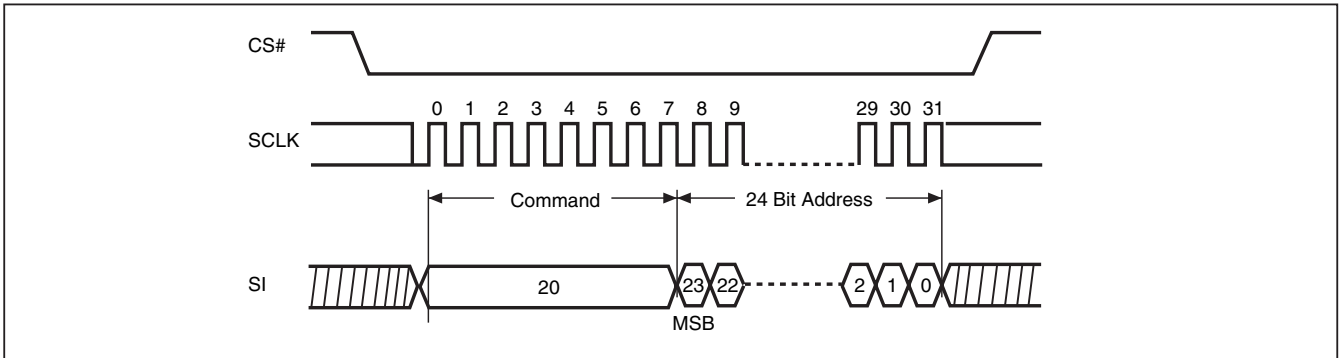 CS#
0 1 2 3 4 5 6 7 8 9 29 30 31
SCLK
Command 24 Bit Address
SI 20 23 22 2 1 0
MSB